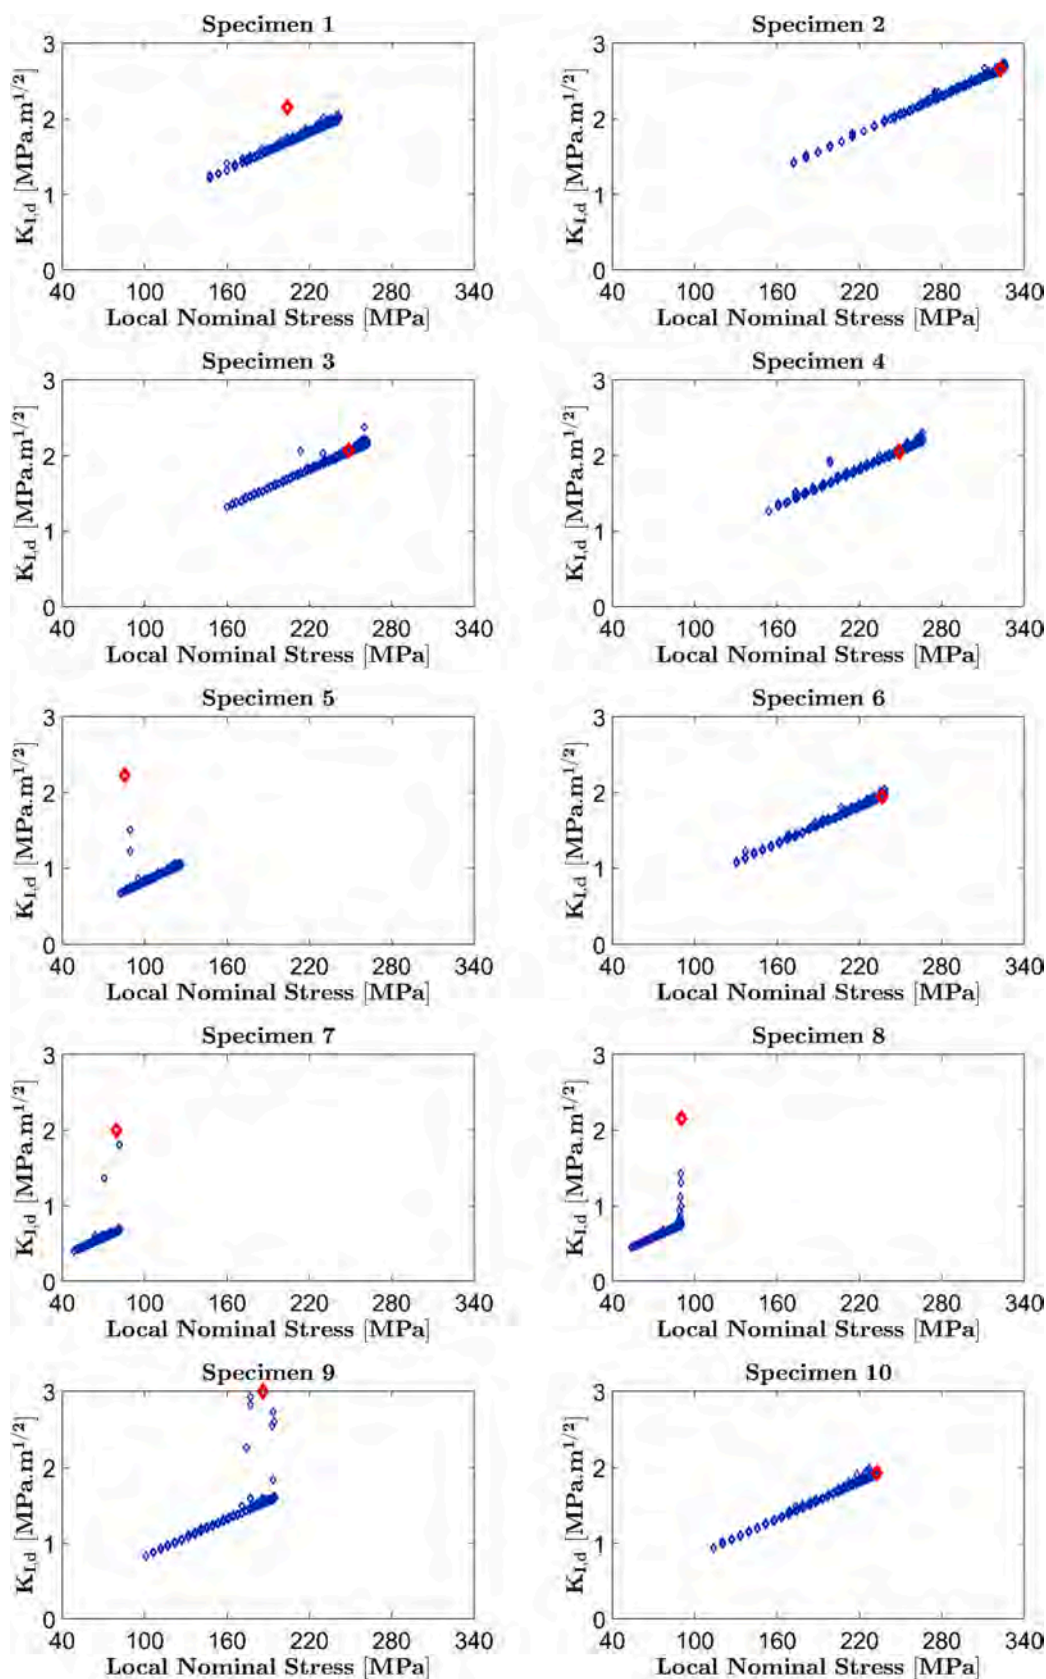 Specimen 1
K_I,d [MPa.m^1/2]
3
2
1
0
40 100 160 220 280 340
Local Nominal Stress [MPa]
Specimen 2
K_I,d [MPa.m^1/2]
3
2
1
0
40 100 160 220 280 340
Local Nominal Stress [MPa]
Specimen 3
K_I,d [MPa.m^1/2]
3
2
1
0
40 100 160 220 280 340
Local Nominal Stress [MPa]
Specimen 4
K_I,d [MPa.m^1/2]
3
2
1
0
40 100 160 220 280 340
Local Nominal Stress [MPa]
Specimen 5
K_I,d [MPa.m^1/2]
3
2
1
0
40 100 160 220 280 340
Local Nominal Stress [MPa]
Specimen 6
K_I,d [MPa.m^1/2]
3
2
1
0
40 100 160 220 280 340
Local Nominal Stress [MPa]
Specimen 7
K_I,d [MPa.m^1/2]
3
2
1
0
40 100 160 220 280 340
Local Nominal Stress [MPa]
Specimen 8
K_I,d [MPa.m^1/2]
3
2
1
0
40 100 160 220 280 340
Local Nominal Stress [MPa]
Specimen 9
K_I,d [MPa.m^1/2]
3
2
1
0
40 100 160 220 280 340
Local Nominal Stress [MPa]
Specimen 10
K_I,d [MPa.m^1/2]
3
2
1
0
40 100 160 220 280 340
Local Nominal Stress [MPa]